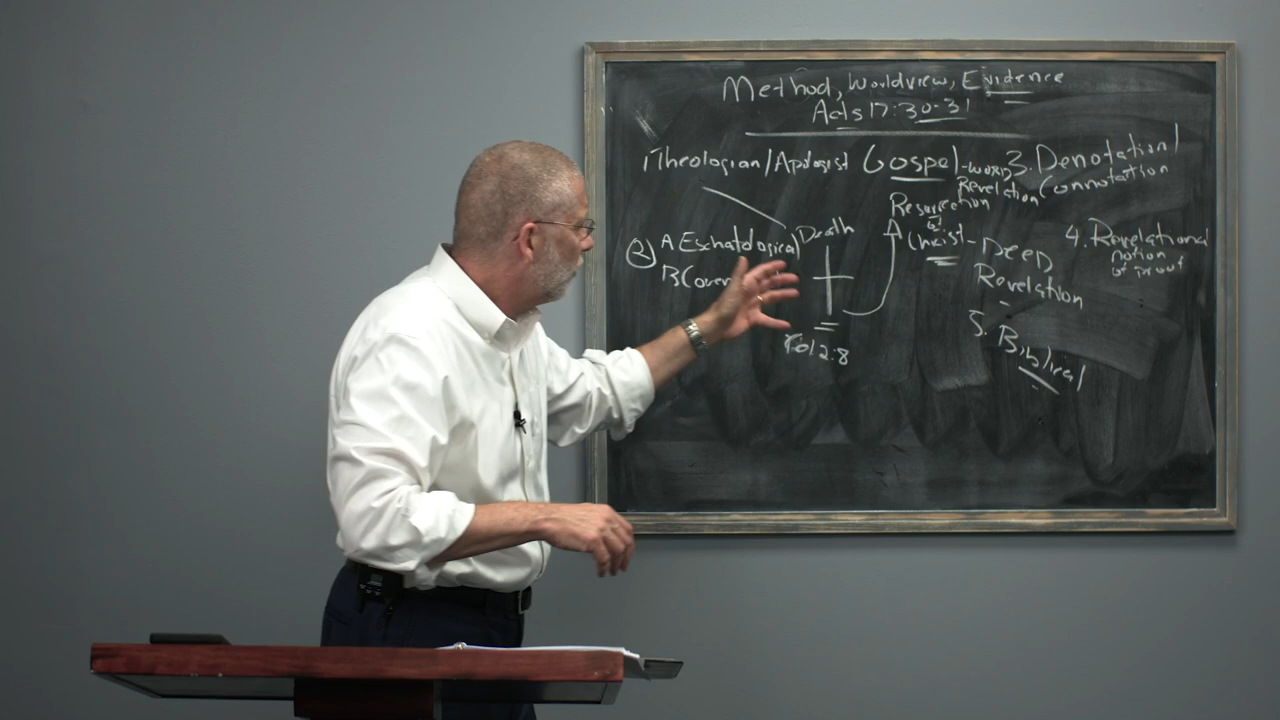 Method, Worldview, Evidence
Acts 17:30-31
1Theologian/Apologist
Gospel-word
Revelation
3. Denotation/
Connotation
Resurrection
of
Christ-Deed
Revelation
2 A Eschatological
B Coven
Death
Col 2:8
4. Revelational
notion
of proof
5. Biblical